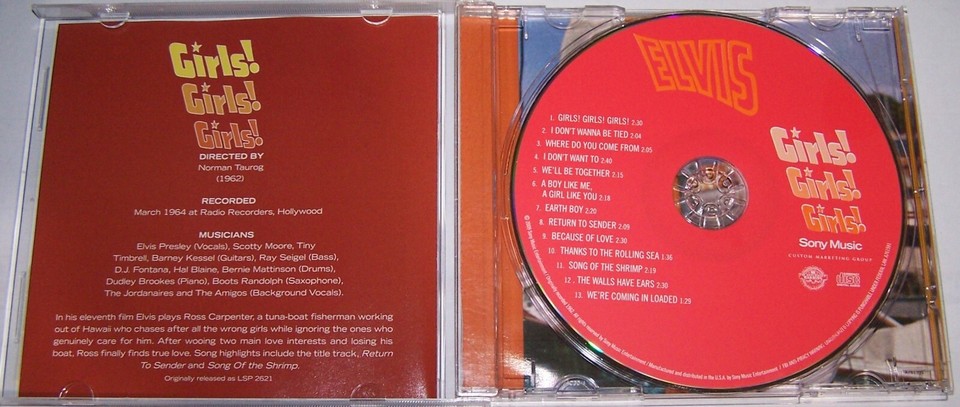 Girls!
Girls!
Girls!
DIRECTED BY
Norman Taurog
(1962)
RECORDED
March 1964 at Radio Recorders, Hollywood
MUSICIANS
Elvis Presley (Vocals), Scotty Moore, Tiny
Timbrell, Barney Kessel (Guitars), Ray Seigel (Bass)
D.J. Fontana, Hal Blaine, Bernie Mattinson (Drums),
Dudley Brookes (Piano), Boots Randolph (Saxophone),
The Jordanaires and The Amigos (Background Vocals).
In his eleventh film Elvis plays Ross Carpenter, a tuna-boat fisherman working
out of Hawaii who chases after all the wrong girls while ignoring the ones who
genuinely care for him. After wooing two main love interests and losing his
boat, Ross finally finds true love. Song highlights include the title track, Return
To Sender and Song Of the Shrimp.
Originally released as LSP 2621
ELVIS
1. GIRLS! GIRLS! GIRLS! 2:30
2. I DON'T WANNA BE TIED 2:04
3. WHERE DO YOU COME FROM 2:05
4. I DON'T WANT TO 2:40
5. WE'LL BE TOGETHER 2:15
6. A BOY LIKE ME,
A GIRL LIKE YOU 2:18
7. EARTH BOY 2:20
8. RETURN TO SENDER 2:09
9. BECAUSE OF LOVE 2:30
10. THANKS TO THE ROLLING SEA 1:36
11. SONG OF THE SHRIMP 2:19
12. THE WALLS HAVE EARS 2:30
13. WE'RE COMING IN LOADED 1:29
Girls!
Girls!
Girls!
Sony Music
CUSTOM MARKETING GROUP